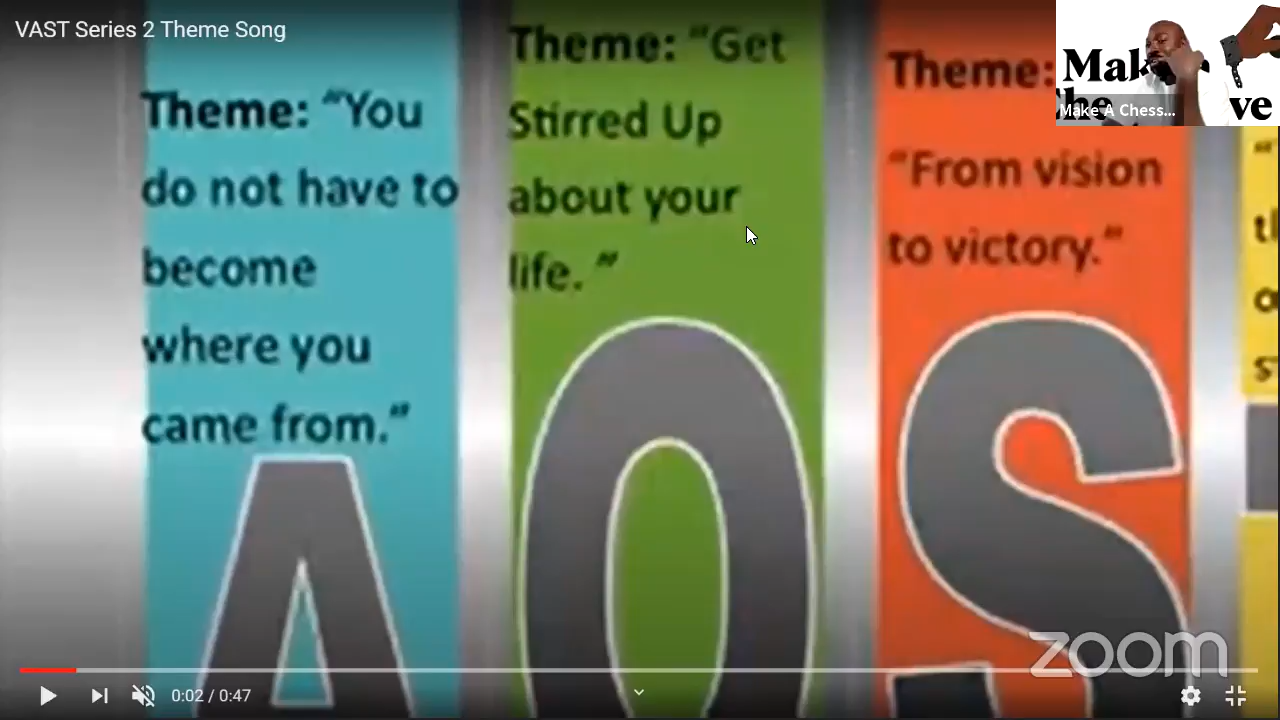 VAST Series 2 Theme Song
Theme: “You
do not have to
become
where you
came from.”
A
Theme: “Get
Stirred Up
about your
life. ”
O
Theme:
“From vision
to victory.”
S
Make A Chess...
ve
zoom
0:02 / 0:47